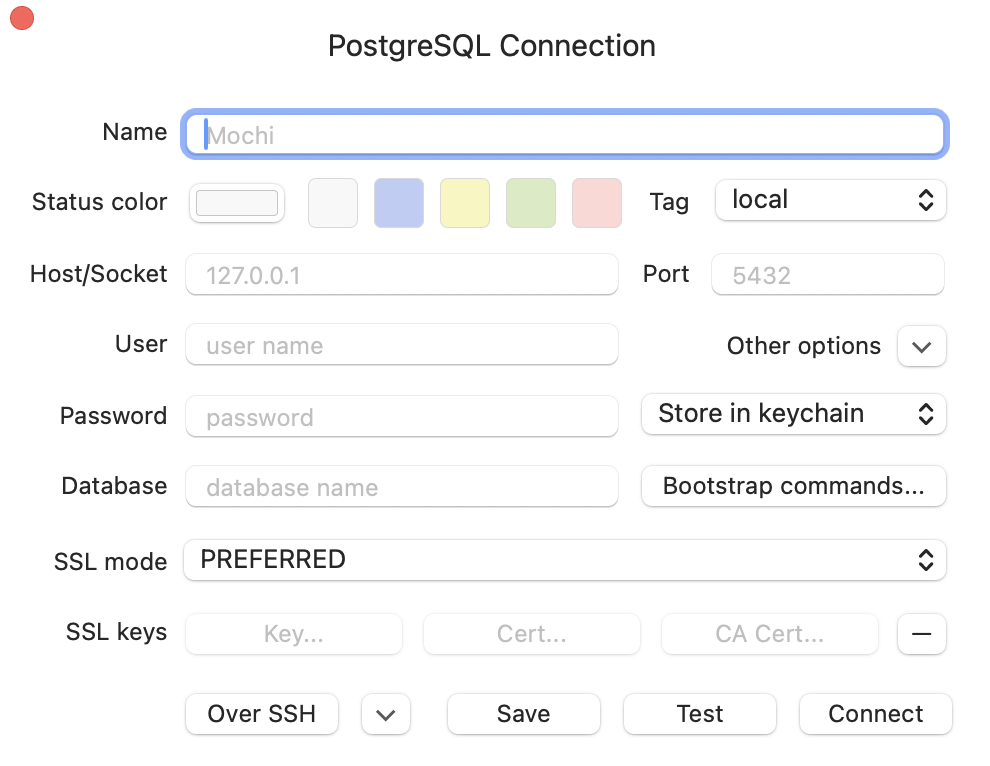 PostgreSQL Connection
Name Mochi
Status color Tag local
Host/Socket 127.0.0.1 Port 5432
User user name Other options
Password password Store in keychain
Database database name Bootstrap commands...
SSL mode PREFERRED
SSL keys Key... Cert... CA Cert...
Over SSH Save Test Connect